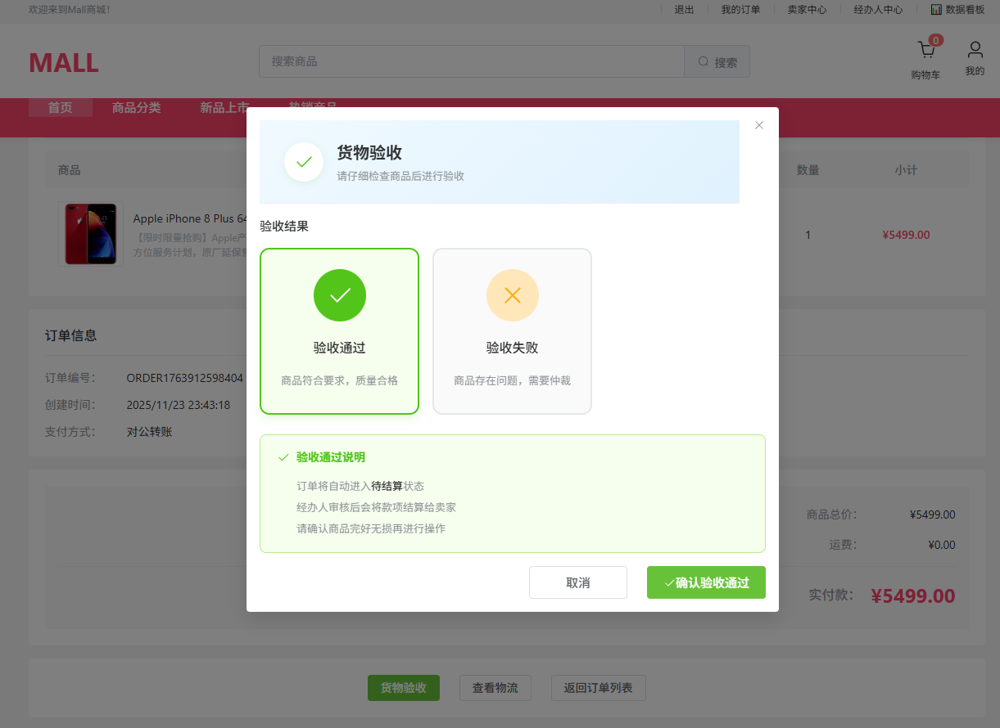 欢迎来到Mall商城！
退出
我的订单
卖家中心
经办人中心
数据看板
MALL
搜索商品
搜索
0
购物车
我的
首页
商品分类
新品上市
热销产品
商品
数量
小计
Apple iPhone 8 Plus 64
【限时限量抢购】Apple产
方位服务计划，原厂延保售
1
¥5499.00
订单信息
订单编号：
ORDER1763912598404
创建时间：
2025/11/23 23:43:18
支付方式：
对公转账
货物验收
请仔细检查商品后进行验收
验收结果
验收通过
商品符合要求，质量合格
验收失败
商品存在问题，需要仲裁
验收通过说明
订单将自动进入待结算状态
经办人审核后会将款项结算给卖家
请确认商品完好无损再进行操作
取消
确认验收通过
商品总价：
¥5499.00
运费：
¥0.00
实付款：
¥5499.00
货物验收
查看物流
返回订单列表